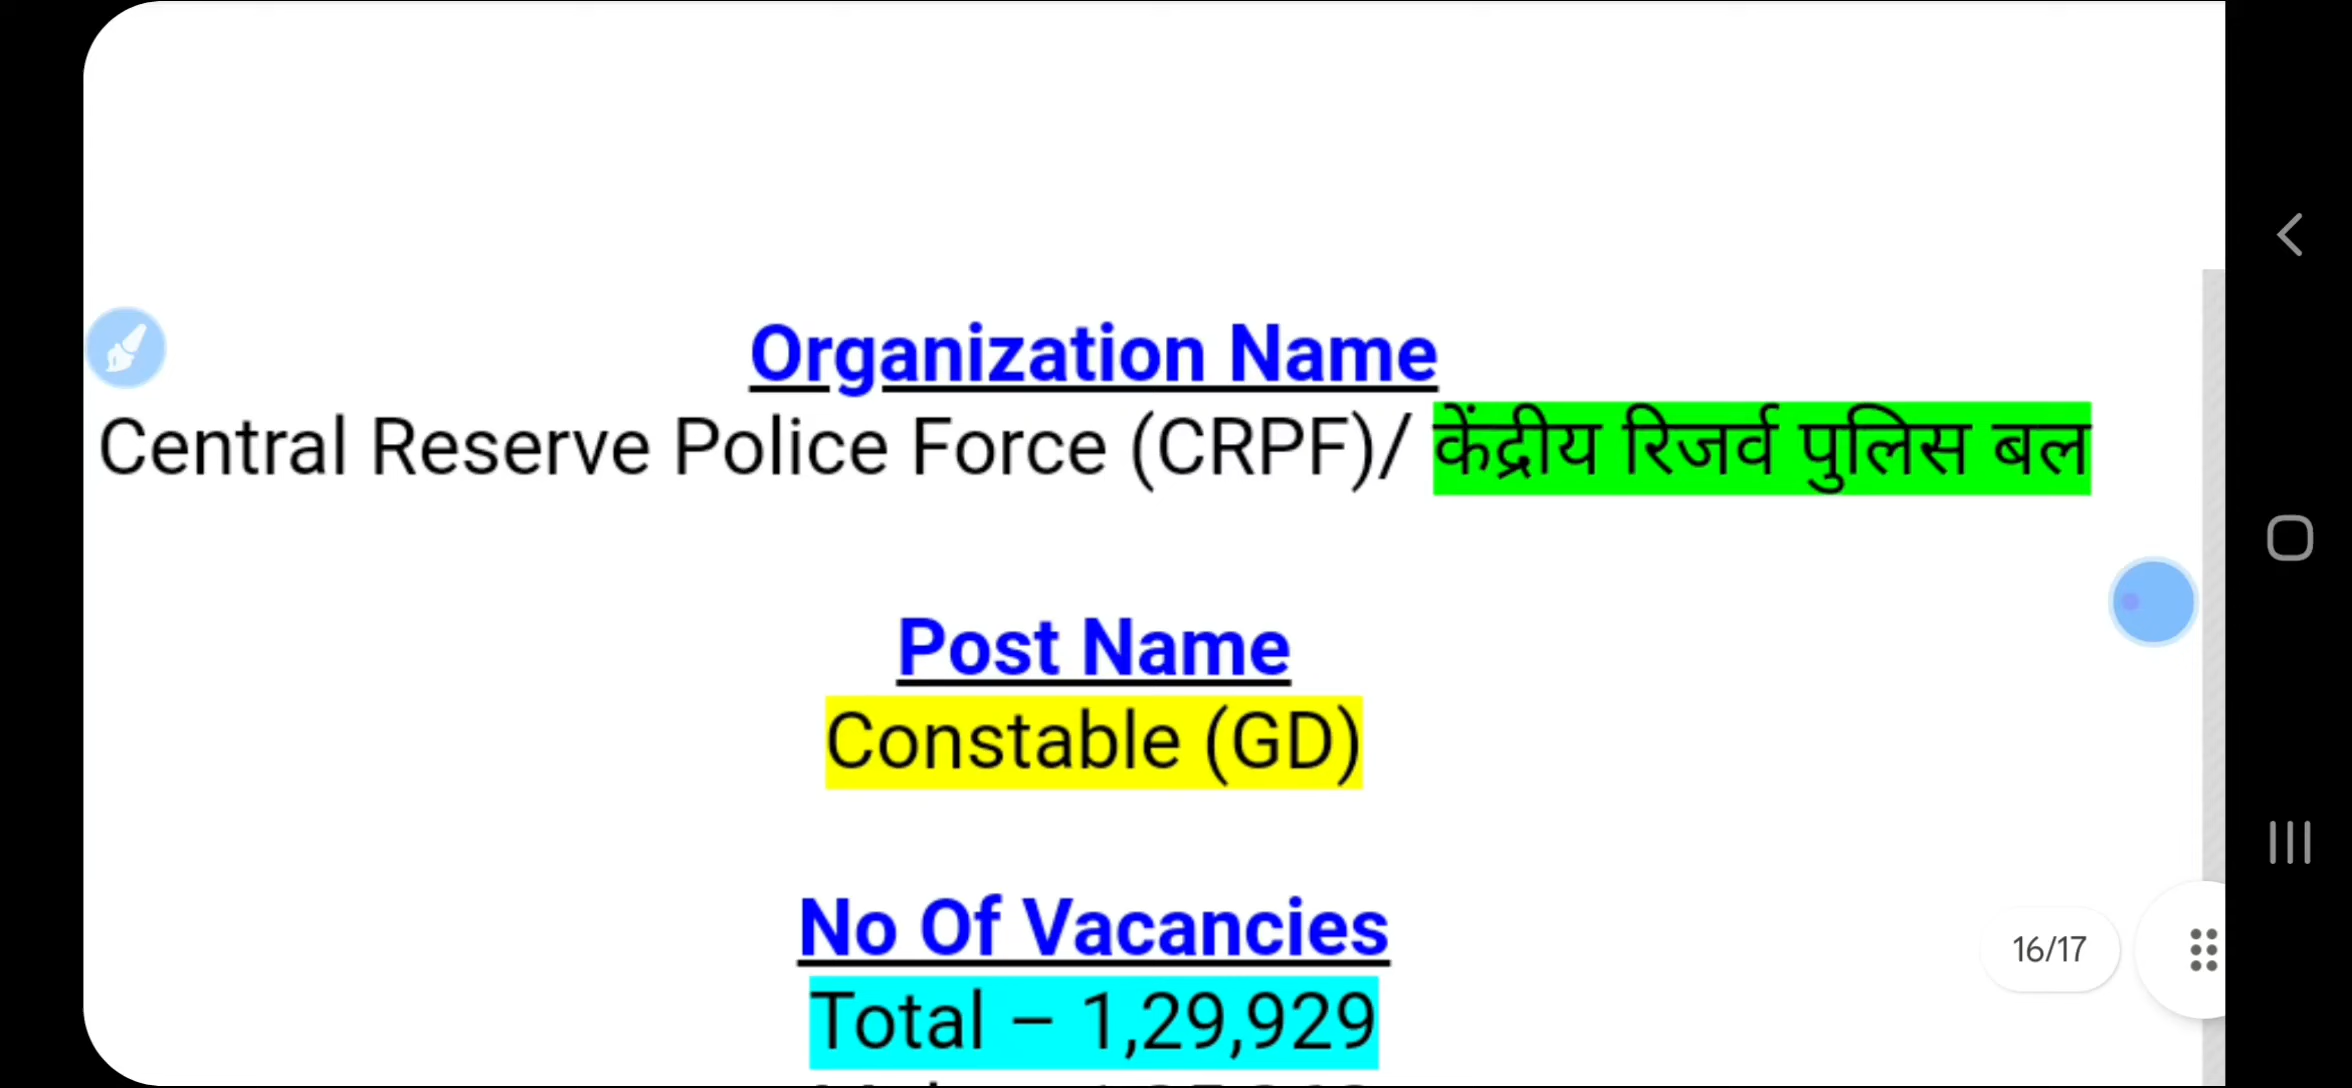 Organization Name
Central Reserve Police Force (CRPF)/ केंद्रीय रिजर्व पुलिस बल
Post Name
Constable (GD)
No Of Vacancies
Total – 1,29,929
16/17